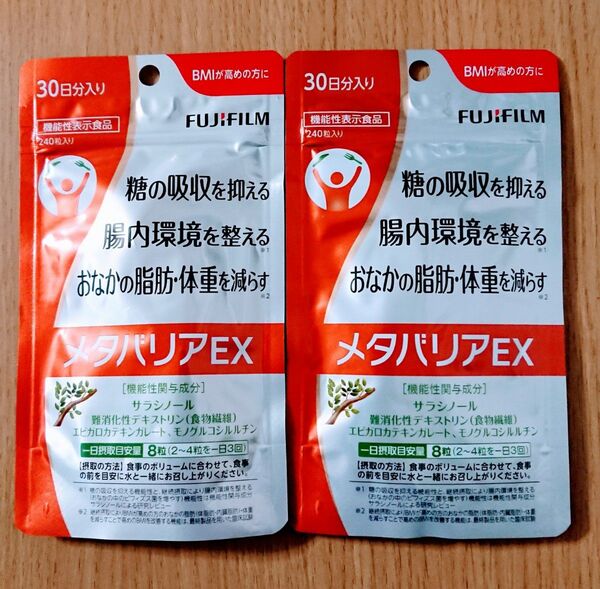 BMIが高めの方に
30日分入り
FUJIFILM
機能性表示食品
240粒入り
糖の吸収を抑える
腸内環境を整える
※1
おなかの脂肪・体重を減らす
※2
メタバリアEX
［機能性関与成分］
サラシノール
難消化性デキストリン（食物繊維）
エピガロカテキンガレート、モノグルコシルルチン
一日摂取目安量 8粒（2～4粒を一日3回）
【摂取の方法】食事のボリュームに合わせて、食事
の前を目安に水と一緒にお召し上がりください。
BMIが高めの方に
30日分入り
FUJIFILM
機能性表示食品
240粒入り
糖の吸収を抑える
腸内環境を整える
※1
おなかの脂肪・体重を減らす
※2
メタバリアEX
［機能性関与成分］
サラシノール
難消化性デキストリン（食物繊維）
エピガロカテキンガレート、モノグルコシルルチン
一日摂取目安量 8粒（2～4粒を一日3回）
【摂取の方法】食事のボリュームに合わせて、食事
の前を目安に水と一緒にお召し上がりください。